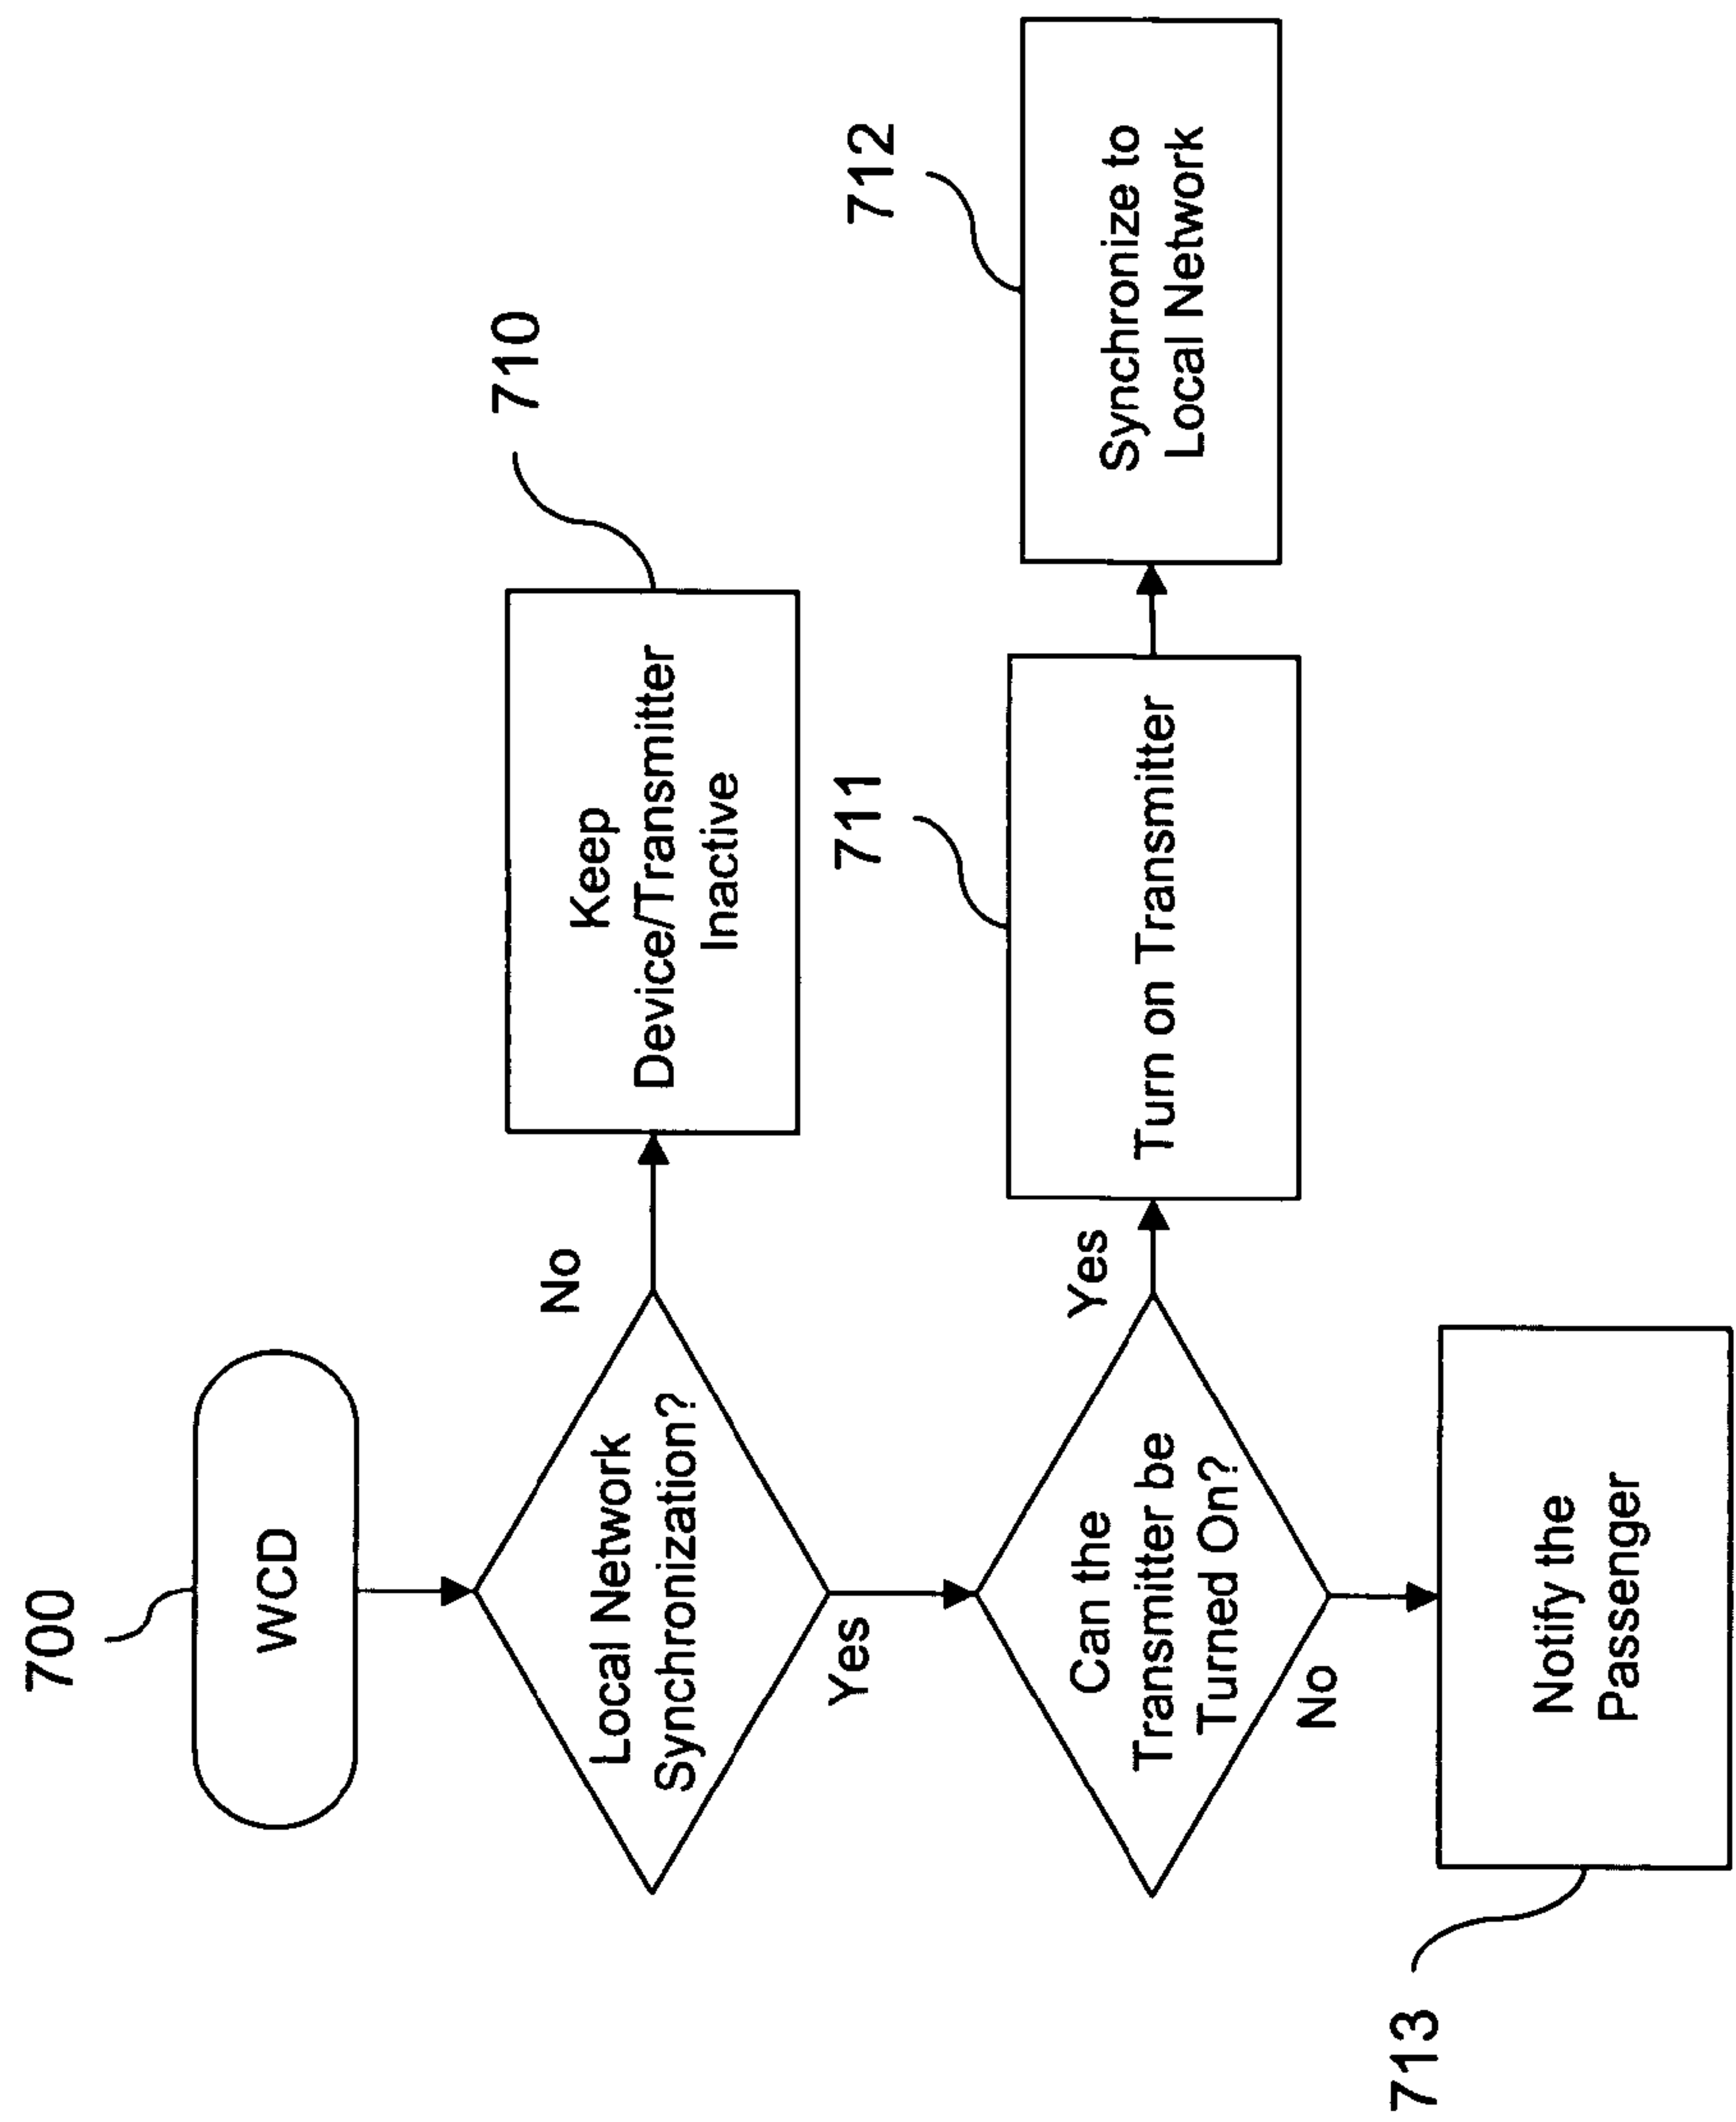 700
WCD
Local Network
Synchronization?
No
Keep
Device/Transmitter
Inactive
710
Yes
Can the
Transmitter be
Turned On?
Yes
Turn on Transmitter
711
Synchronize to
Local Network
712
No
Notify the
Passenger
713